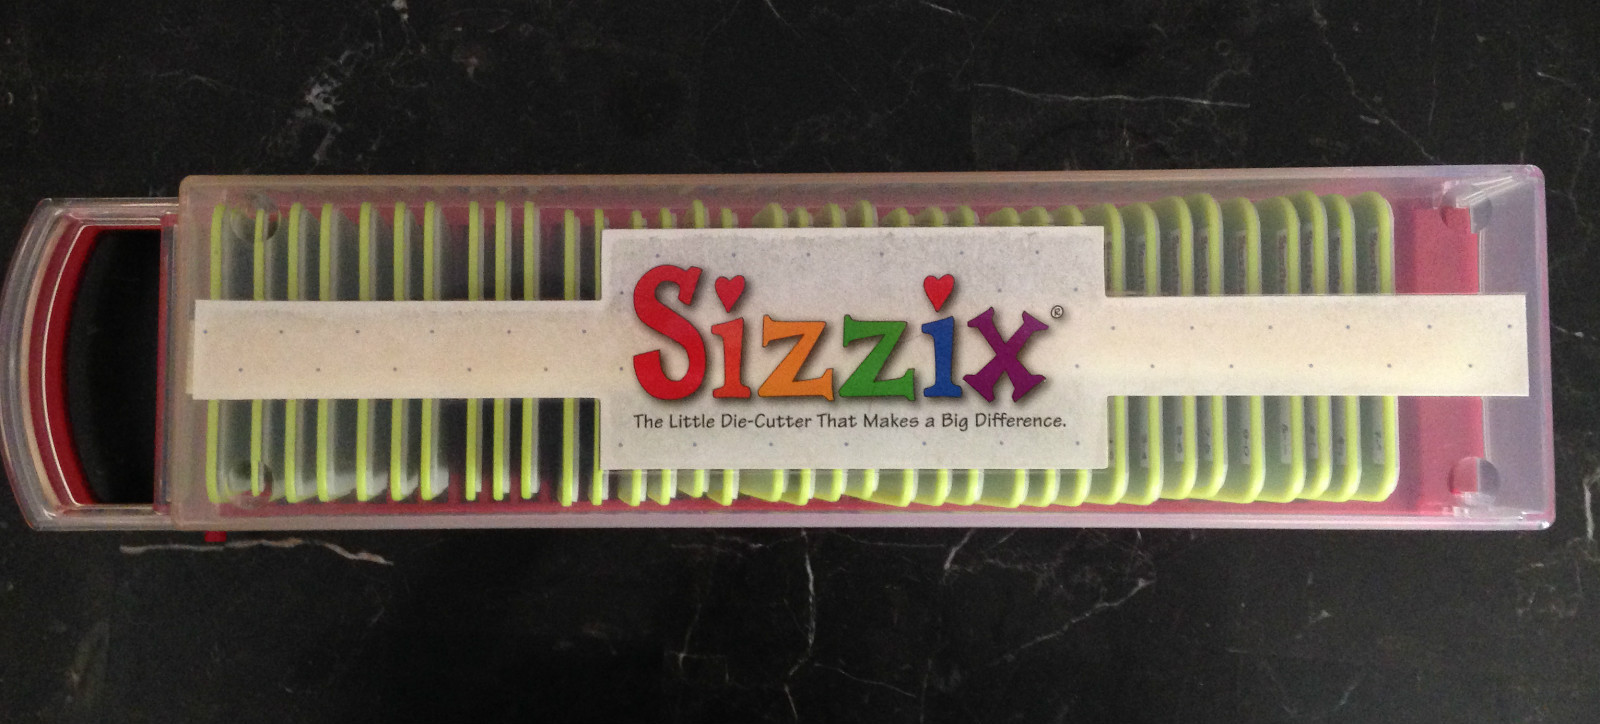 Sizzix®
The Little Die-Cutter That Makes a Big Difference.